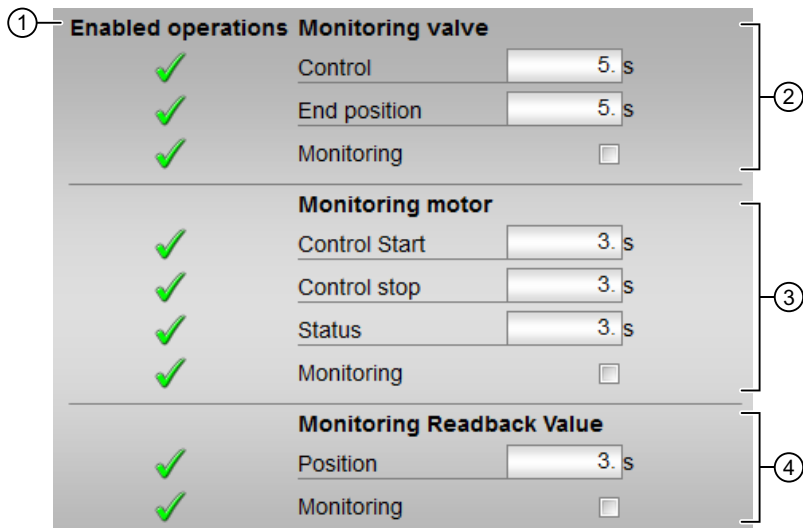 ① Enabled operations Monitoring valve
Control 5. s
End position 5. s ②
Monitoring
Monitoring motor
Control Start 3. s
Control stop 3. s ③
Status 3. s
Monitoring
Monitoring Readback Value
Position 3. s ④
Monitoring